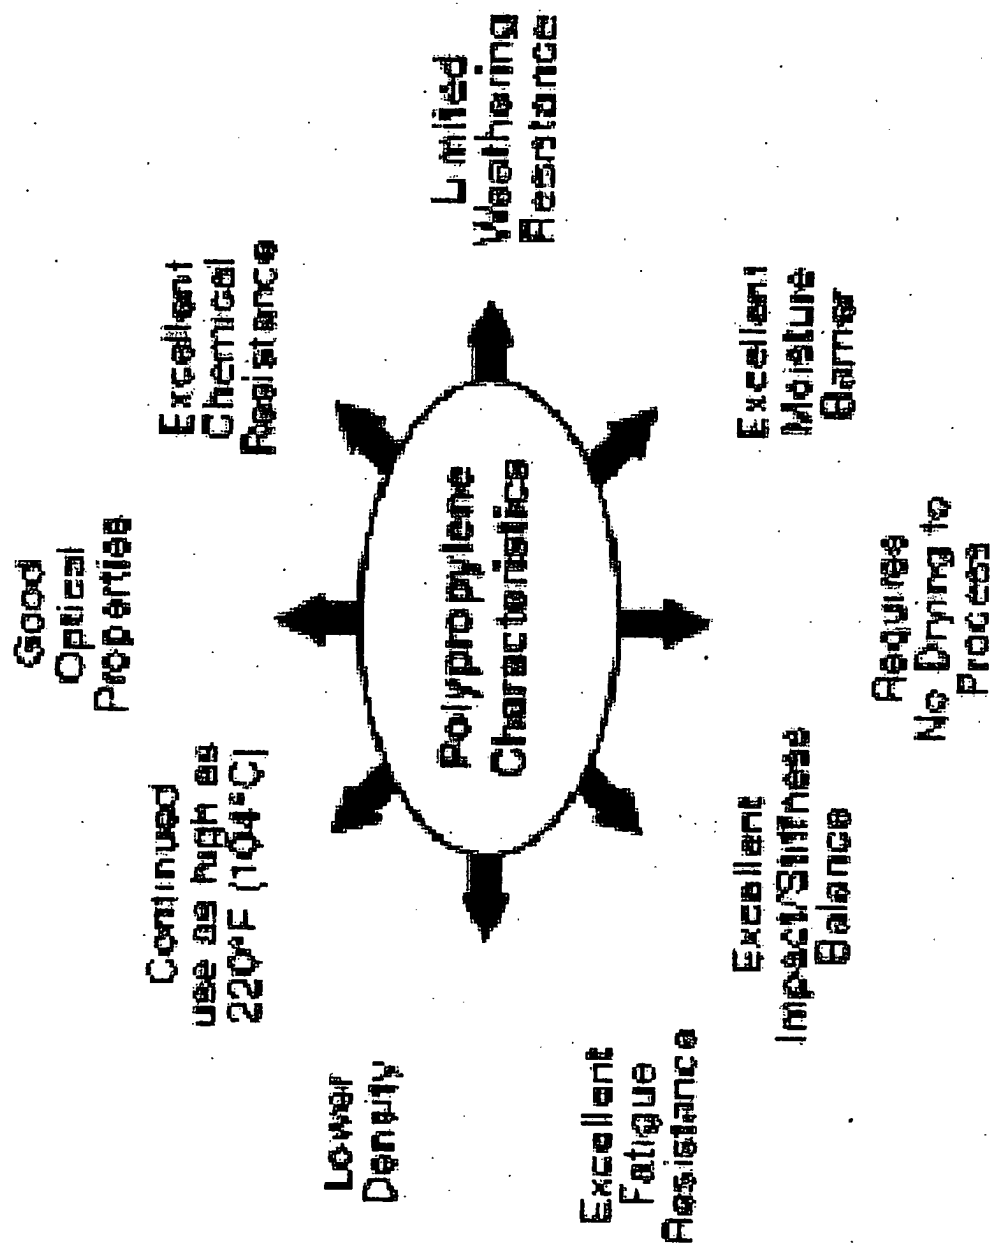 Good
Optical
Properties
Continued
use as high as
220°F (104°C)
Excellent
Chemical
Resistance
Lower
Density
Polypropylene
Characteristics
Limited
Weathering
Resistance
Excellent
Fatigue
Resistance
Excellent
Impact/Stiffness
Balance
Excellent
Moisture
Barrier
Requires
No Drying to
Process